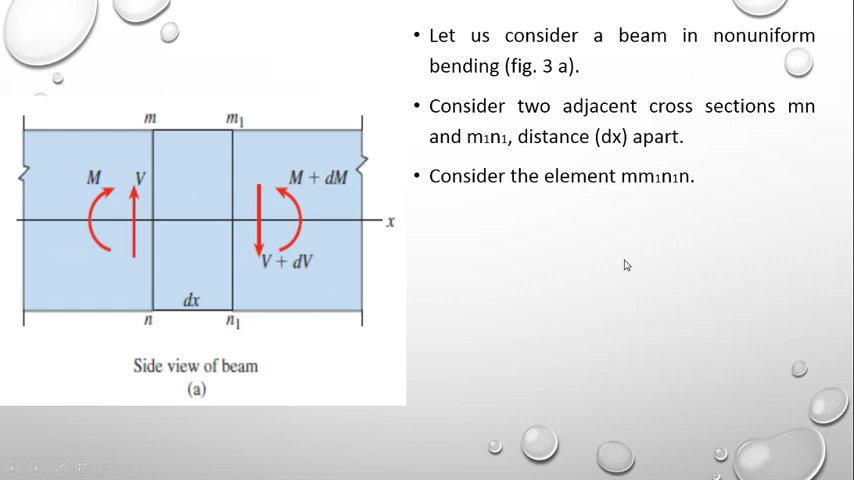 • Let us consider a beam in nonuniform
bending (fig. 3 a).
• Consider two adjacent cross sections mn
and m₁n₁, distance (dx) apart.
• Consider the element mm₁n₁n.
m
m₁
M
V
M + dM
x
V + dV
dx
n
n₁
Side view of beam
(a)